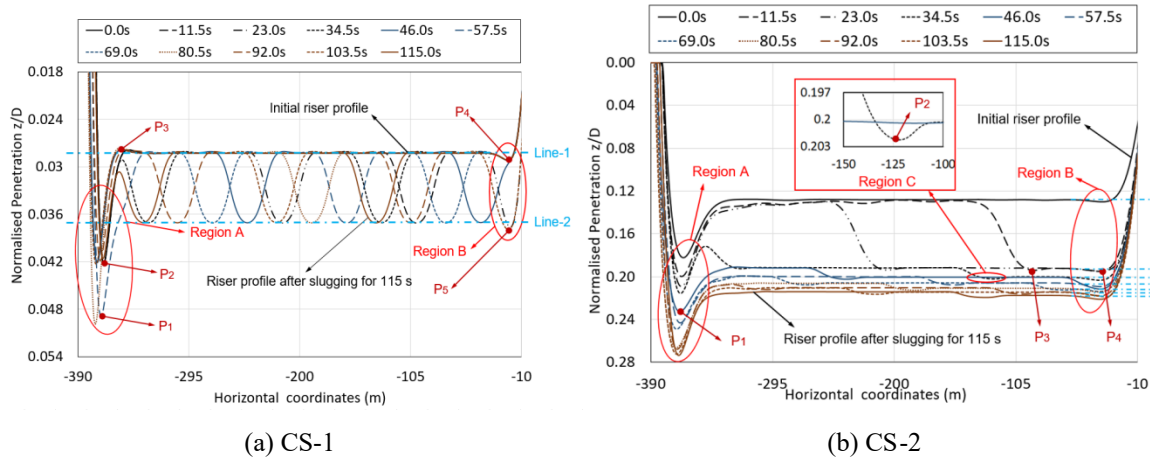 0.0s 11.5s 23.0s 34.5s 46.0s 57.5s
69.0s 80.5s 92.0s 103.5s 115.0s
0.018
0.024
0.03
0.036
0.042
0.048
0.054
Normalised Penetration z/D
Initial riser profile
P3
P4
Line-1
Line-2
Region A
Region B
P2
P5
P1
Riser profile after slugging for 115 s
-390 -295 -200 -105 -10
Horizontal coordinates (m)
(a) CS-1
0.0s 11.5s 23.0s 34.5s 46.0s 57.5s
69.0s 80.5s 92.0s 103.5s 115.0s
0.00
0.04
0.08
0.12
0.16
0.20
0.24
0.28
Normalised Penetration z/D
0.197
0.2
0.203
P2
-150 -125 -100
Initial riser profile
Region A
Region C
Region B
P1
P3
P4
Riser profile after slugging for 115 s
-390 -295 -200 -105 -10
Horizontal coordinates (m)
(b) CS-2